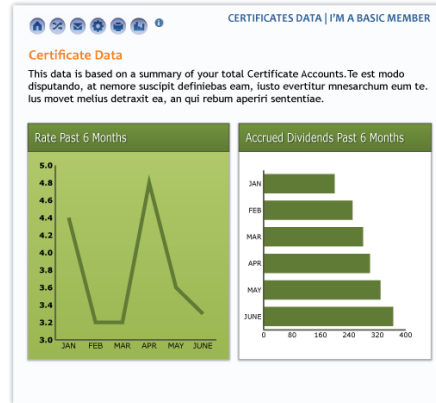 CERTIFICATES DATA | I'M A BASIC MEMBER
Certificate Data
This data is based on a summary of your total Certificate Accounts. Te est modo
disputando, at nemore suscipit definiebas eam, iusto evertitur mnesarchum eum te.
Ius movet melius detraxit ea, an qui rebum aperiri sententiae.
Rate Past 6 Months
5.0
4.8
4.6
4.4
4.2
4.0
3.8
3.6
3.4
3.2
3.0
JAN FEB MAR APR MAY JUNE
Accrued Dividends Past 6 Months
JAN
FEB
MAR
APR
MAY
JUNE
0 80 160 240 320 400